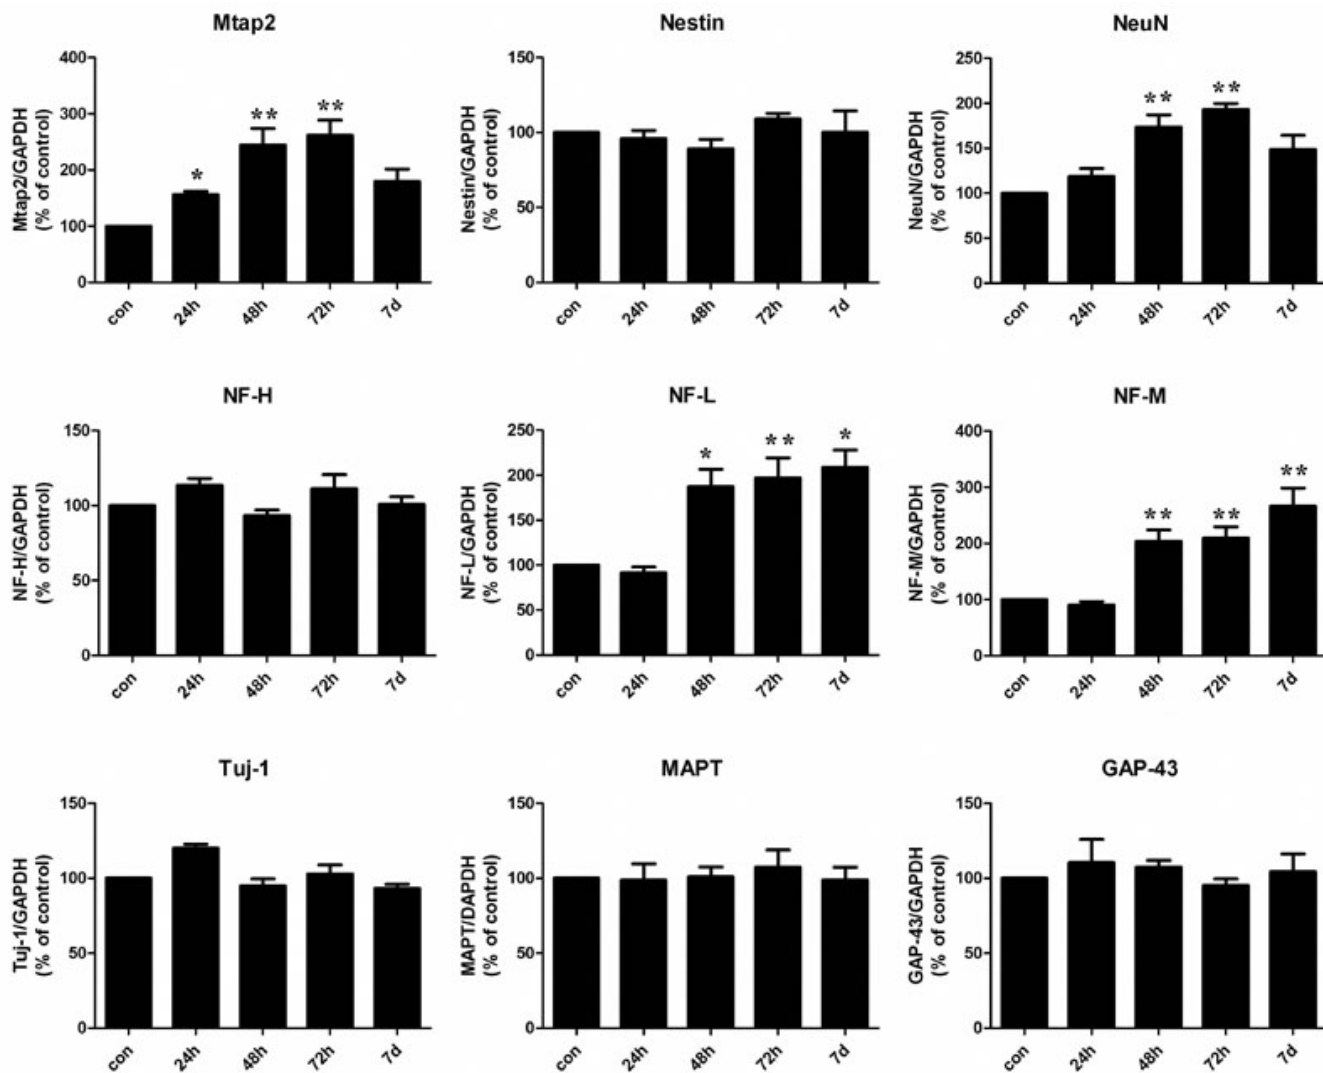 Mtap2
Nestin
NeuN
Mtap2/GAPDH
(% of control)
400
300
200
100
0
* ** **
con 24h 48h 72h 7d
Nestin/GAPDH
(% of control)
150
100
50
0
con 24h 48h 72h 7d
NeuN/GAPDH
(% of control)
250
200
150
100
50
0
** **
con 24h 48h 72h 7d
NF-H
NF-L
NF-M
NF-H/GAPDH
(% of control)
150
100
50
0
con 24h 48h 72h 7d
NF-L/GAPDH
(% of control)
250
200
150
100
50
0
* ** *
con 24h 48h 72h 7d
NF-M/GAPDH
(% of control)
400
300
200
100
0
** ** **
con 24h 48h 72h 7d
Tuj-1
MAPT
GAP-43
Tuj-1/GAPDH
(% of control)
150
100
50
0
con 24h 48h 72h 7d
MAPT/DAPDH
(% of control)
150
100
50
0
con 24h 48h 72h 7d
GAP-43/GAPDH
(% of control)
150
100
50
0
con 24h 48h 72h 7d